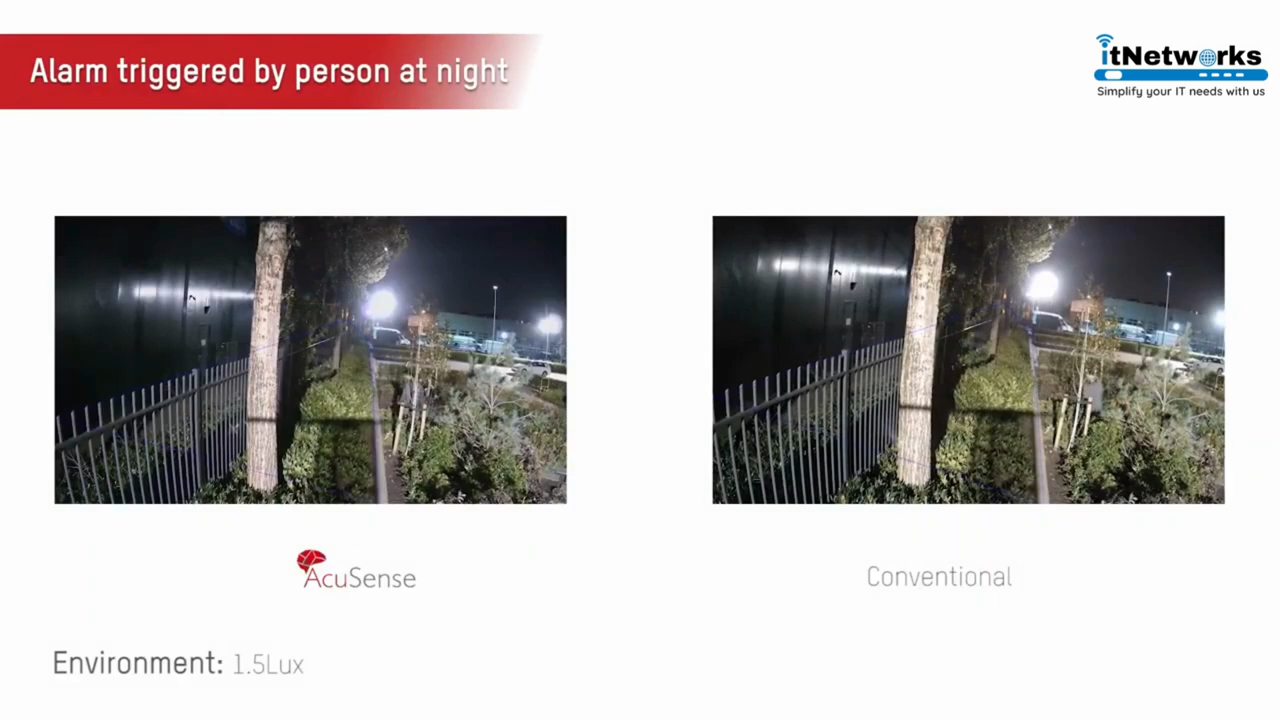 Alarm triggered by person at night
itNetworks
Simplify your IT needs with us
AcuSense
Conventional
Environment: 1.5Lux